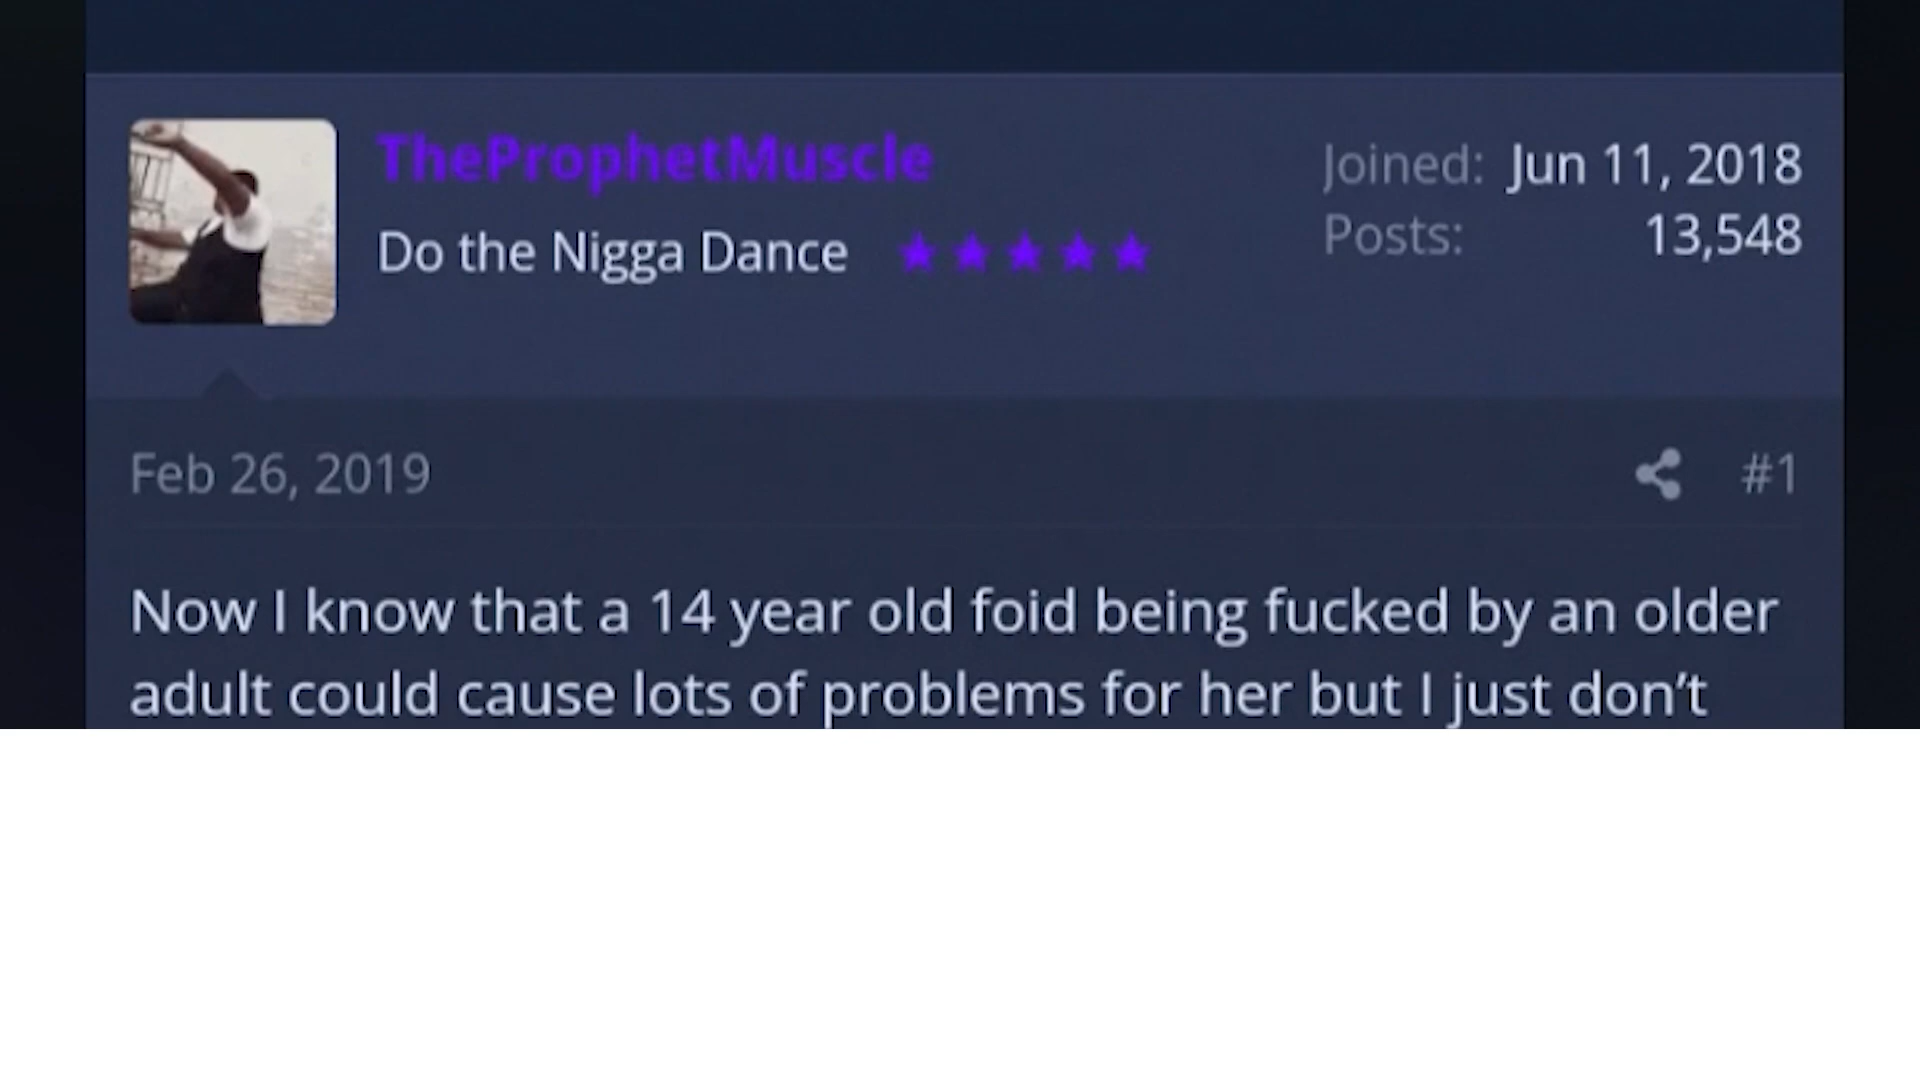 TheProphetMuscle
Joined: Jun 11, 2018
Do the Nigga Dance
Posts: 13,548
Feb 26, 2019
#1
Now I know that a 14 year old foid being fucked by an older
adult could cause lots of problems for her but I just don’t